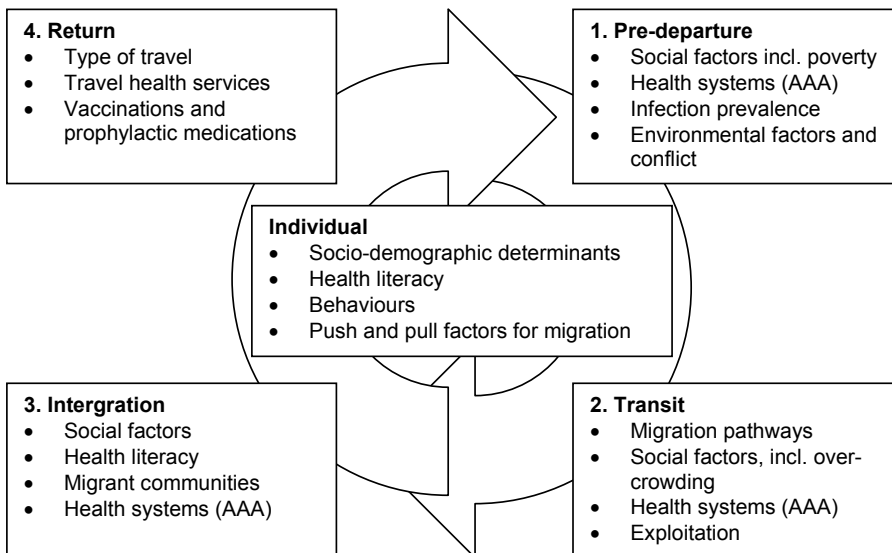 4. Return
• Type of travel
• Travel health services
• Vaccinations and
prophylactic medications
1. Pre-departure
• Social factors incl. poverty
• Health systems (AAA)
• Infection prevalence
• Environmental factors and
conflict
Individual
• Socio-demographic determinants
• Health literacy
• Behaviours
• Push and pull factors for migration
3. Intergration
• Social factors
• Health literacy
• Migrant communities
• Health systems (AAA)
2. Transit
• Migration pathways
• Social factors, incl. over-
crowding
• Health systems (AAA)
• Exploitation